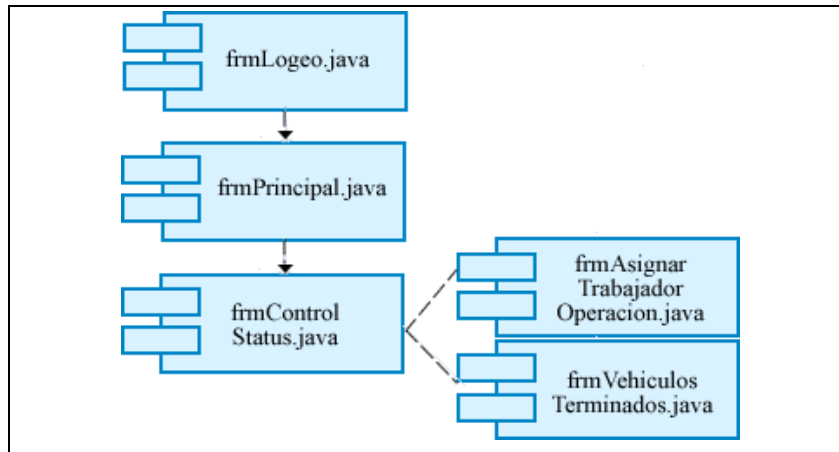 frmLogeo.java
frmPrincipal.java
frmControl
Status.java
frmAsignar
Trabajador
Operacion.java
frmVehiculos
Terminados.java